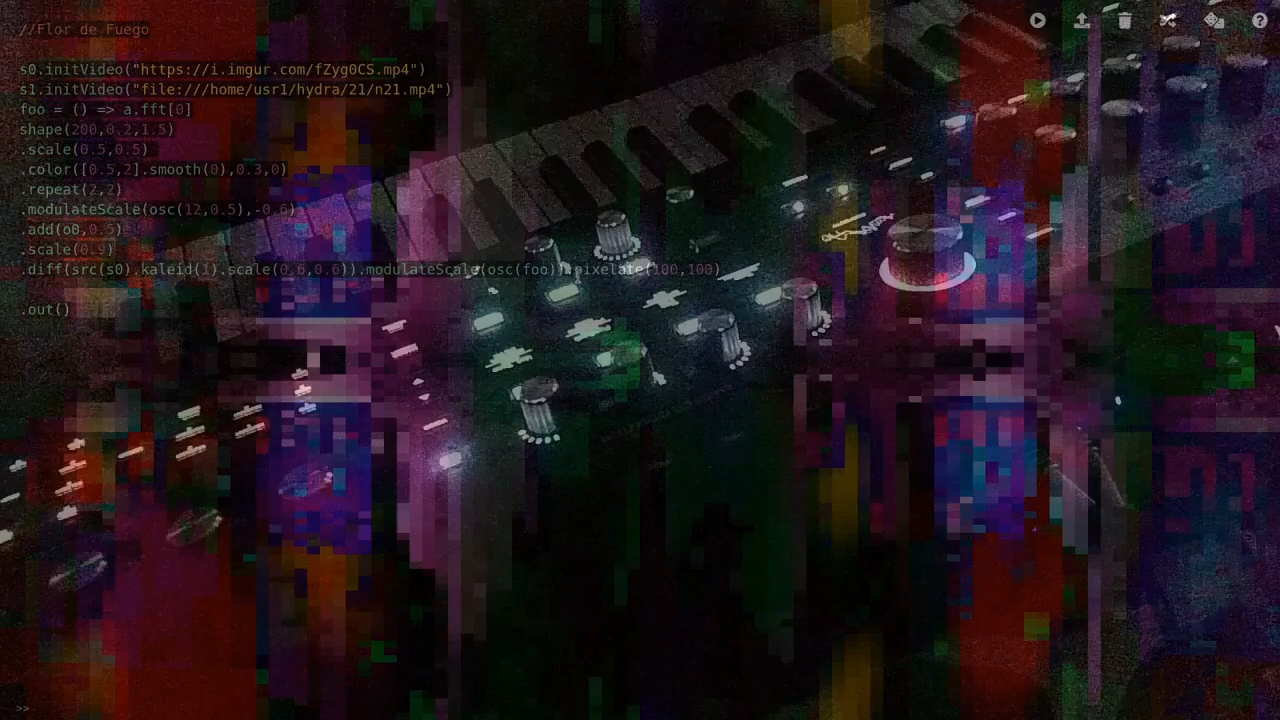 //Flor de Fuego
s0.initVideo("https://i.imgur.com/fZyg0CS.mp4")
s1.initVideo("file:///home/usr1/hydra/21/n21.mp4")
foo = () => a.fft[0]
shape(200,0.2,1.5)
.scale(0.5,0.5)
.color([0.5,2].smooth(0),0.3,0)
.repeat(2,2)
.modulateScale(osc(12,0.5),-0.6)
.add(o0,0.5)
.scale(0.9)
.diff(src(s0).kaleid(1).scale(0.6,0.6)).modulateScale(osc(foo)).pixelate(100,100)
.out()
>>